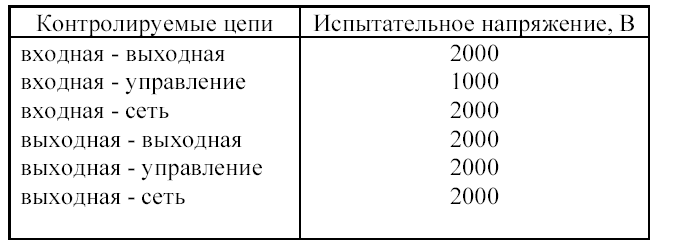 Контролируемые цепи Испытательное напряжение, В
входная - выходная 2000
входная - управление 1000
входная - сеть 2000
выходная - выходная 2000
выходная - управление 2000
выходная - сеть 2000